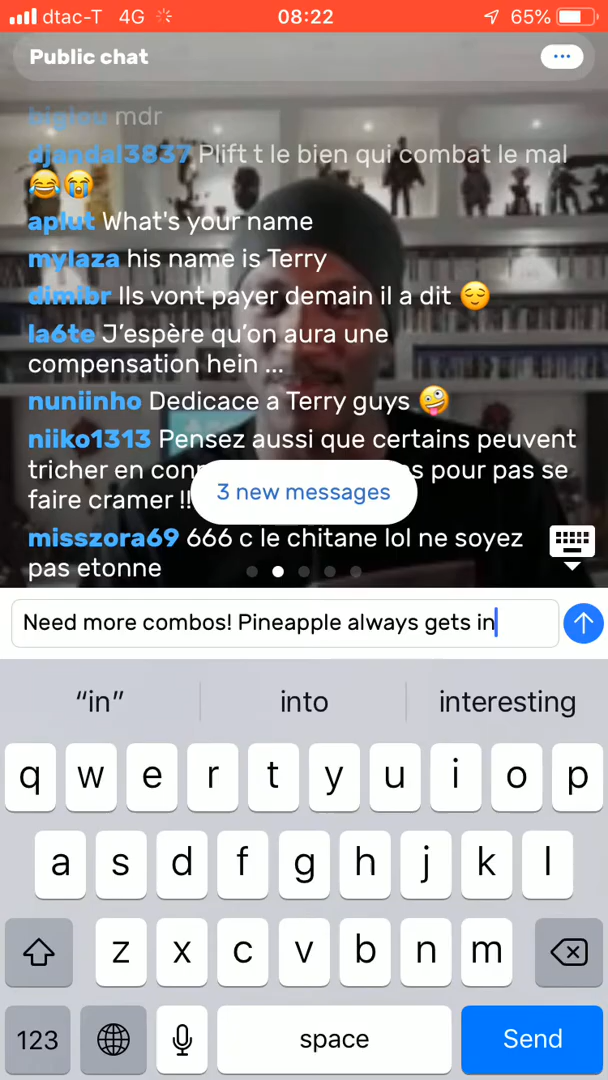 dtac-T 4G 08:22 65%
Public chat
biglou mdr
djandal3837 Plift t le bien qui combat le mal
😂😭
aplut What's your name
mylaza his name is Terry
dimibr Ils vont payer demain il a dit 😌
la6te J’espère qu’on aura une
compensation hein ...
nuniinho Dedicace a Terry guys 🤪
niiko1313 Pensez aussi que certains peuvent
tricher en s pour pas se
faire cramer !!
3 new messages
misszora69 666 c le chitane lol ne soyez
pas etonne
Need more combos! Pineapple always gets in
“in” into interesting
q w e r t y u i o p
a s d f g h j k l
z x c v b n m
123 space Send